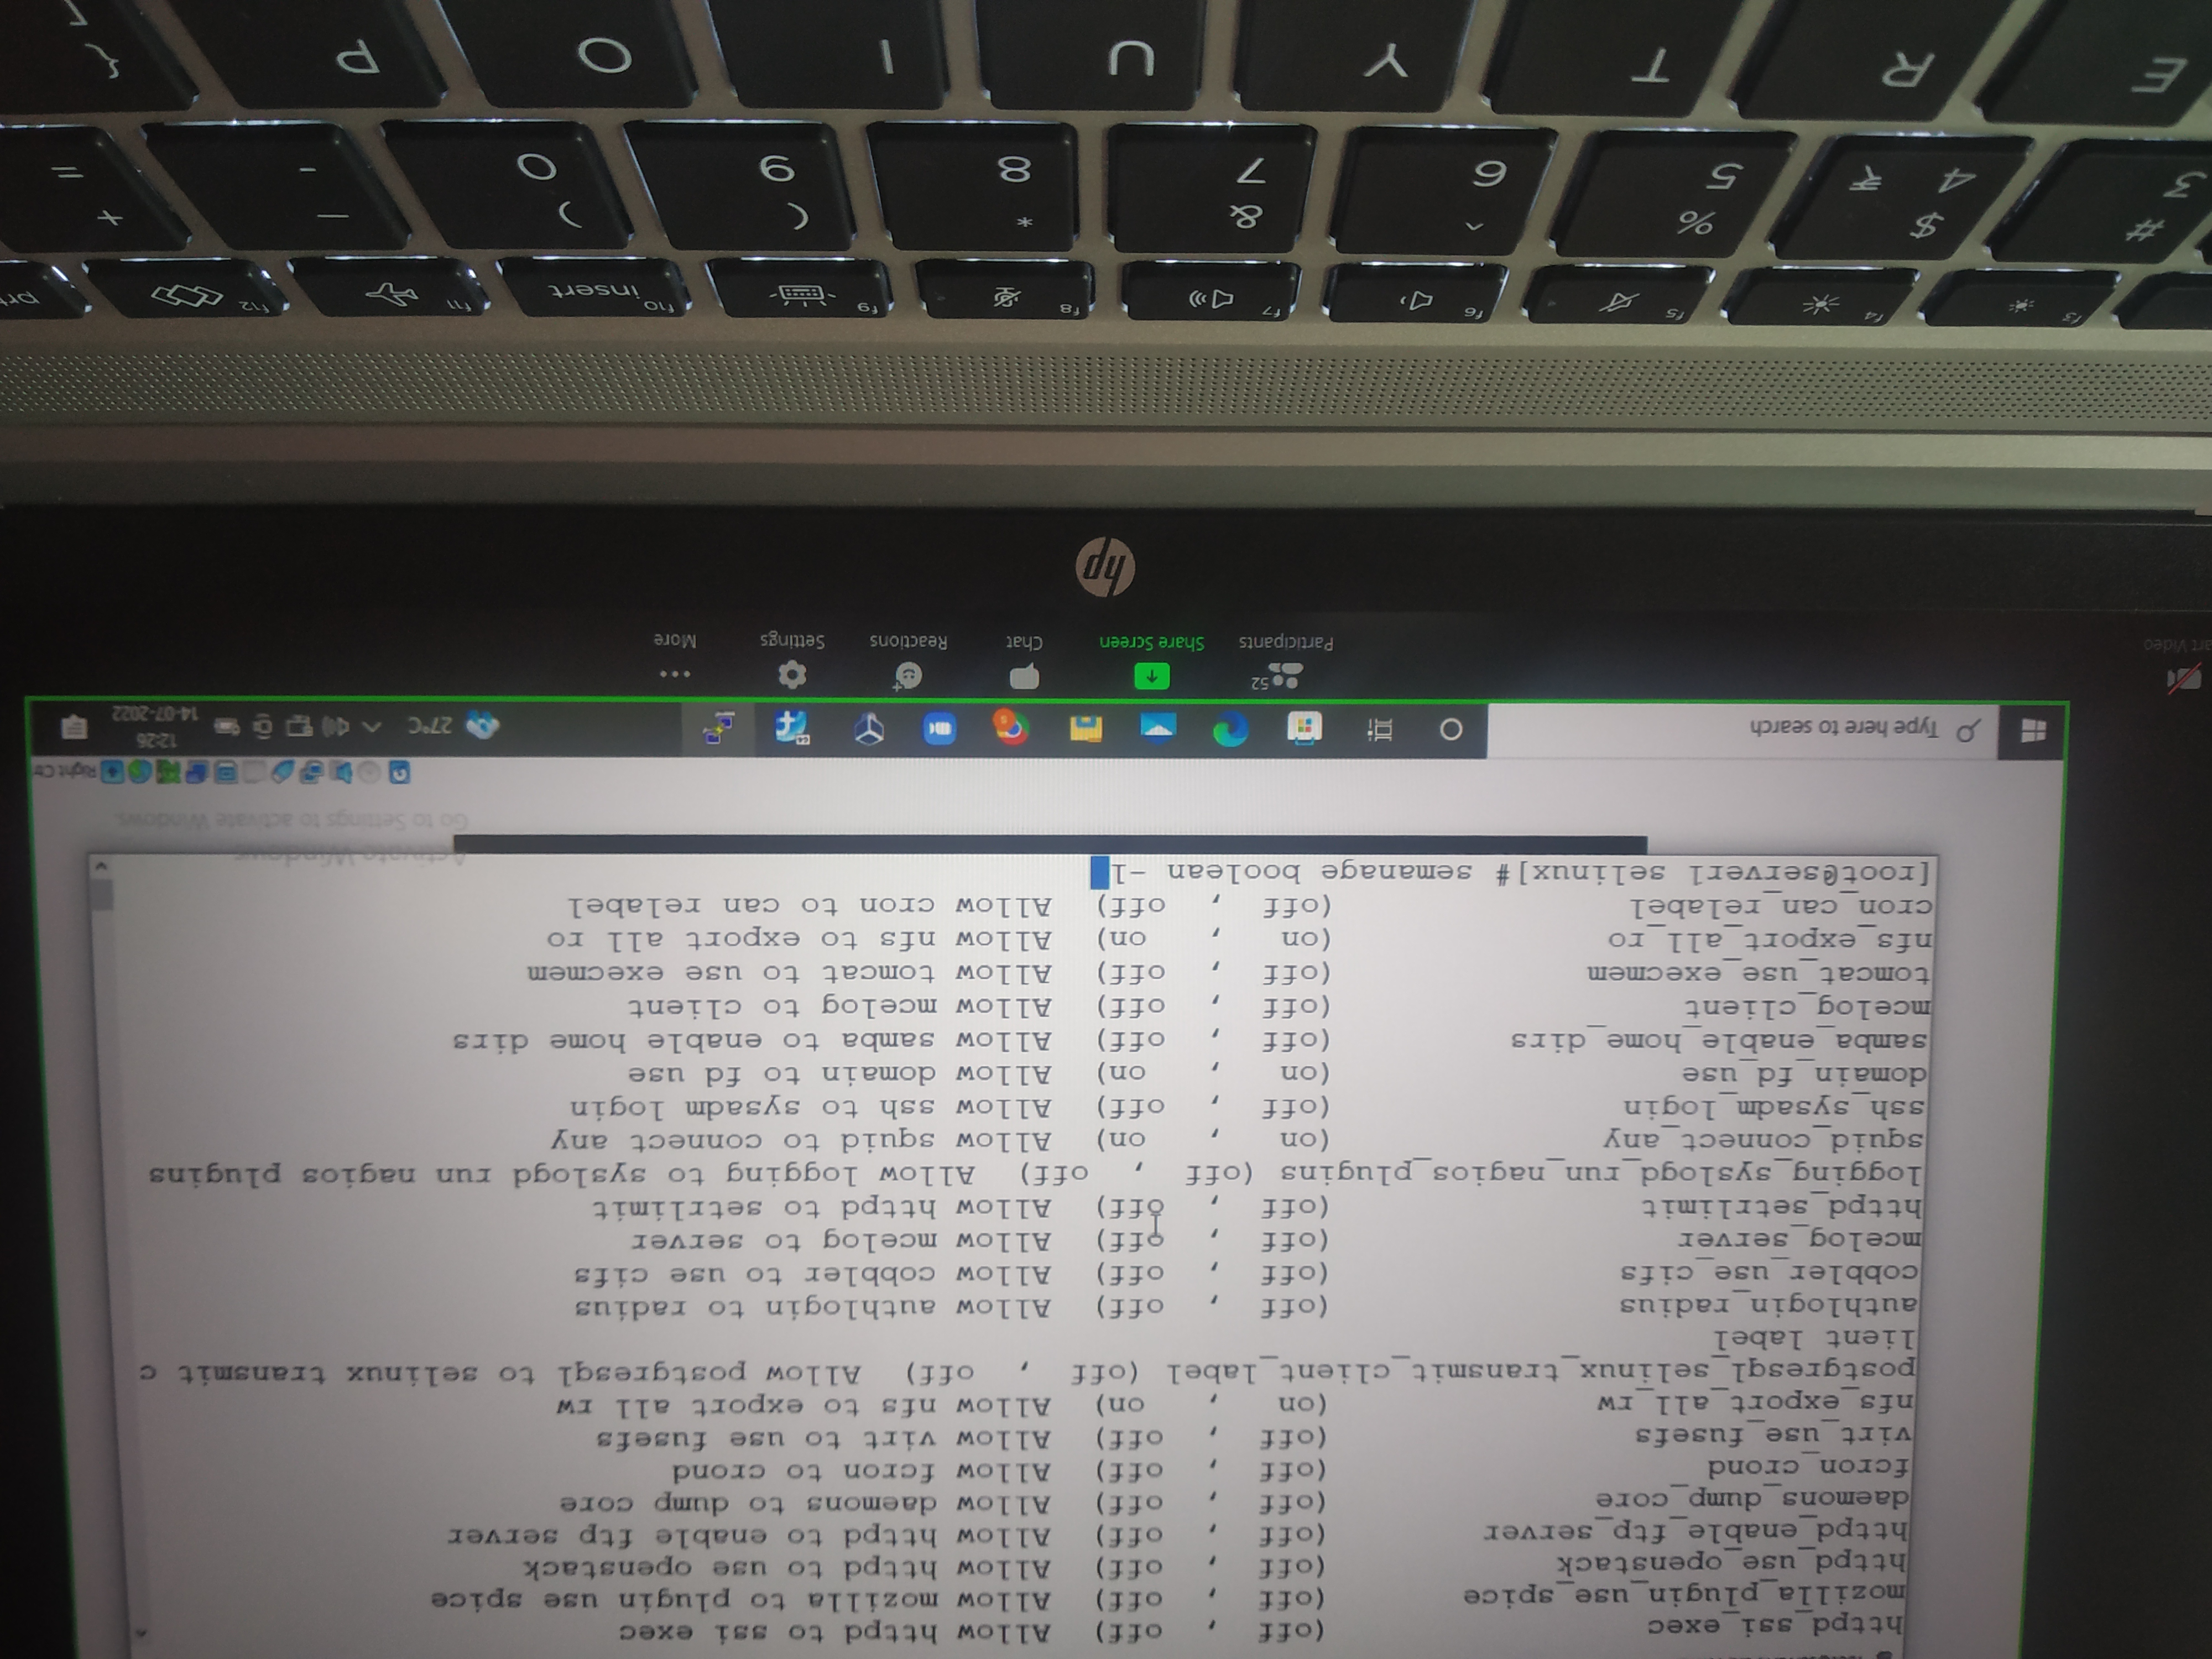 httpd_ssi_exec (off , off) Allow httpd to ssi exec
mozilla_plugin_use_spice (off , off) Allow mozilla to plugin use spice
httpd_use_openstack (off , off) Allow httpd to use openstack
httpd_enable_ftp_server (off , off) Allow httpd to enable ftp server
daemons_dump_core (off , off) Allow daemons to dump core
fcron_crond (off , off) Allow fcron to crond
virt_use_fusefs (off , off) Allow virt to use fusefs
nfs_export_all_rw (on , on) Allow nfs to export all rw
postgresql_selinux_transmit_client_label (off , off) Allow postgresql to selinux transmit c
lient label
authlogin_radius (off , off) Allow authlogin to radius
cobbler_use_cifs (off , off) Allow cobbler to use cifs
mcelog_server (off , off) Allow mcelog to server
httpd_setrlimit (off , off) Allow httpd to setrlimit
logging_syslogd_run_nagios_plugins (off , off) Allow logging to syslogd run nagios plugins
squid_connect_any (on , on) Allow squid to connect any
ssh_sysadm_login (off , off) Allow ssh to sysadm login
domain_fd_use (on , on) Allow domain to fd use
samba_enable_home_dirs (off , off) Allow samba to enable home dirs
mcelog_client (off , off) Allow mcelog to client
tomcat_use_execmem (off , off) Allow tomcat to use execmem
nfs_export_all_ro (on , on) Allow nfs to export all ro
cron_can_relabel (off , off) Allow cron to can relabel
[root@server1 selinux]# semanage boolean -l
Activate Windows
Go to Settings to activate Windows.
Right Ctr
Type here to search
64
27°C
12:26
14-07-2022
art Video
52
Participants
Share Screen
Chat
Reactions
Settings
More
hp
f3 f4 f5 f6 f7 f8 f9 f10 insert f11 f12 prt
# $ % ^ & * ( ) — +
3 4 ₹ 5 6 7 8 9 0 - =
E R T Y U I O P { [